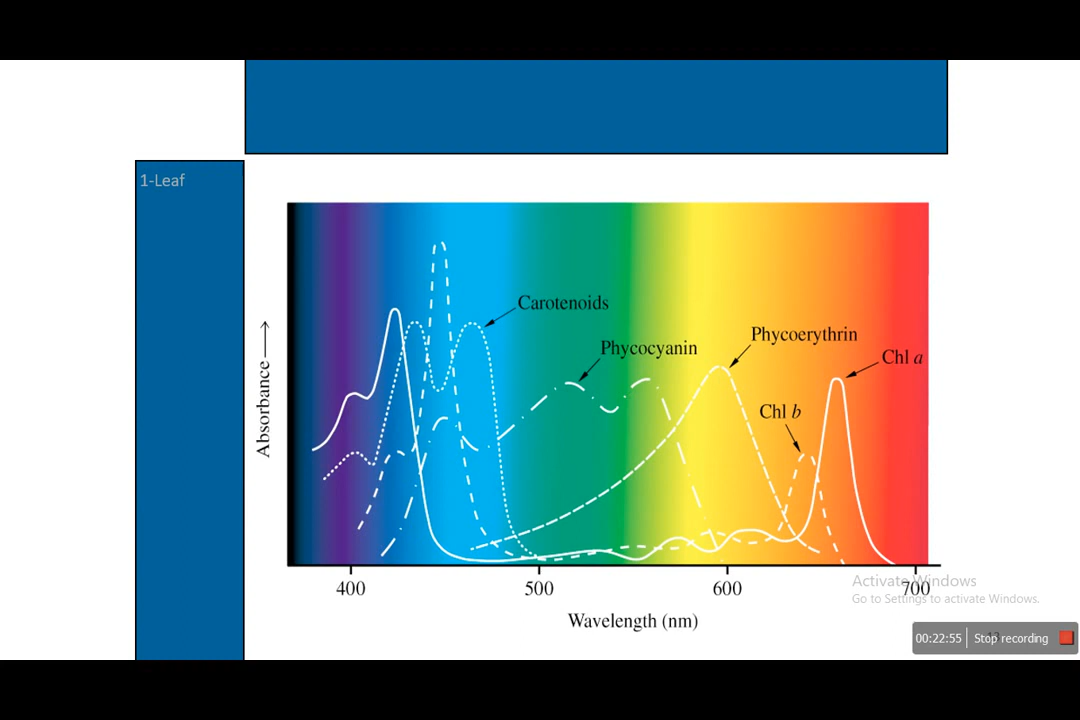 1-Leaf
Carotenoids
Phycocyanin
Phycoerythrin
Chl a
Chl b
Absorbance
400
500
600
700
Wavelength (nm)
Activate Windows
Go to Settings to activate Windows.
00:22:55
Stop recording